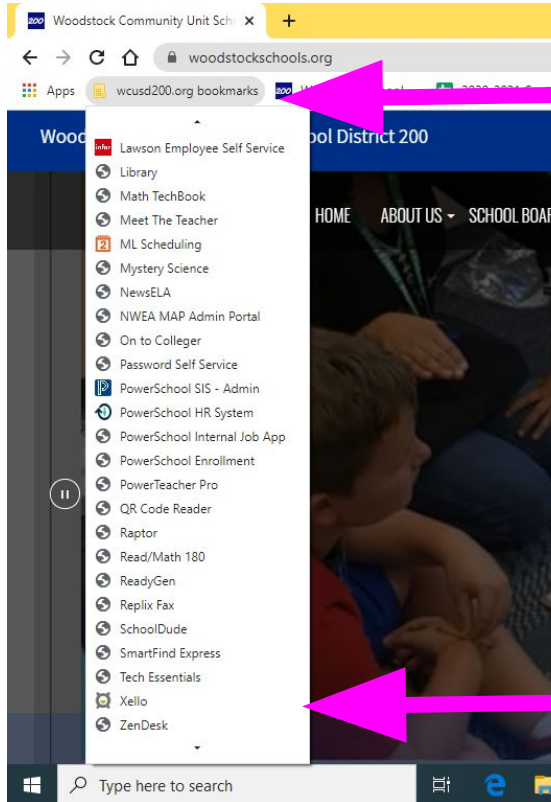 200 Woodstock Community Unit Sch
woodstockschools.org
Apps wcusd200.org bookmarks 200
Wood ool District 200
HOME ABOUT US SCHOOL BOAR
infor Lawson Employee Self Service
Library
Math TechBook
Meet The Teacher
2 ML Scheduling
Mystery Science
NewsELA
NWEA MAP Admin Portal
On to Colleger
Password Self Service
PowerSchool SIS - Admin
PowerSchool HR System
PowerSchool Internal Job App
PowerSchool Enrollment
PowerTeacher Pro
QR Code Reader
Raptor
Read/Math 180
ReadyGen
Replix Fax
SchoolDude
SmartFind Express
Tech Essentials
Xello
ZenDesk
Type here to search